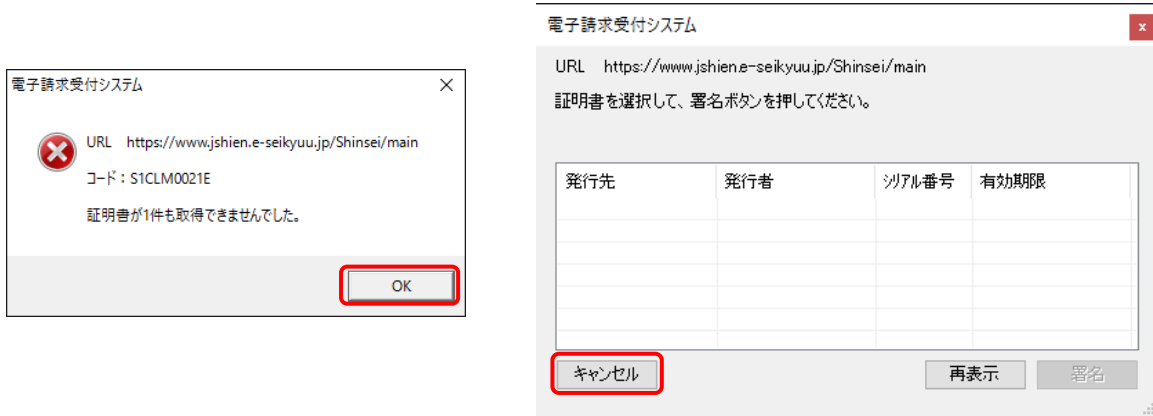 電子請求受付システム
URL　https://www.jshien.e-seikyuu.jp/Shinsei/main
コード：S1CLM0021E
証明書が1件も取得できませんでした。
OK
電子請求受付システム
URL　https://www.jshien.e-seikyuu.jp/Shinsei/main
証明書を選択して、署名ボタンを押してください。
発行先　発行者　シリアル番号　有効期限
キャンセル　再表示　署名